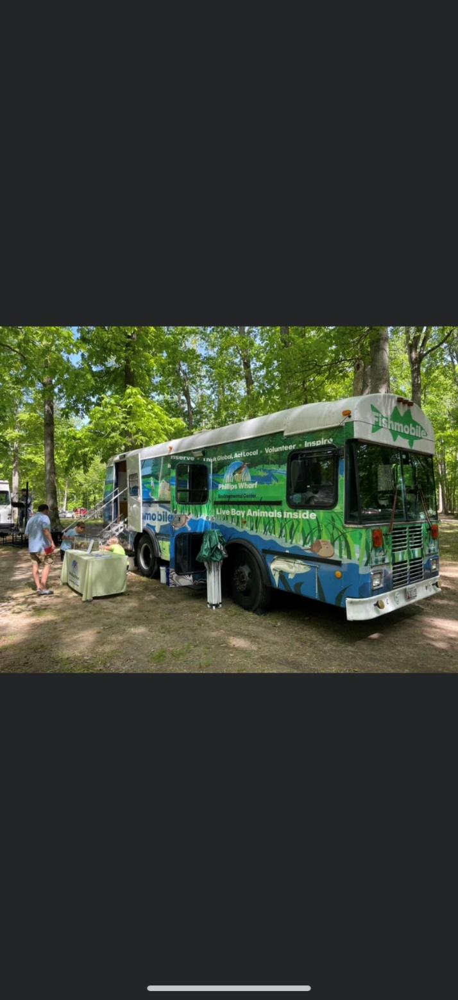 Fishmobile
Think Global, Act Local • Volunteer • Inspire
Phillips Wharf
Environmental Center
Live Bay Animals Inside
mobile